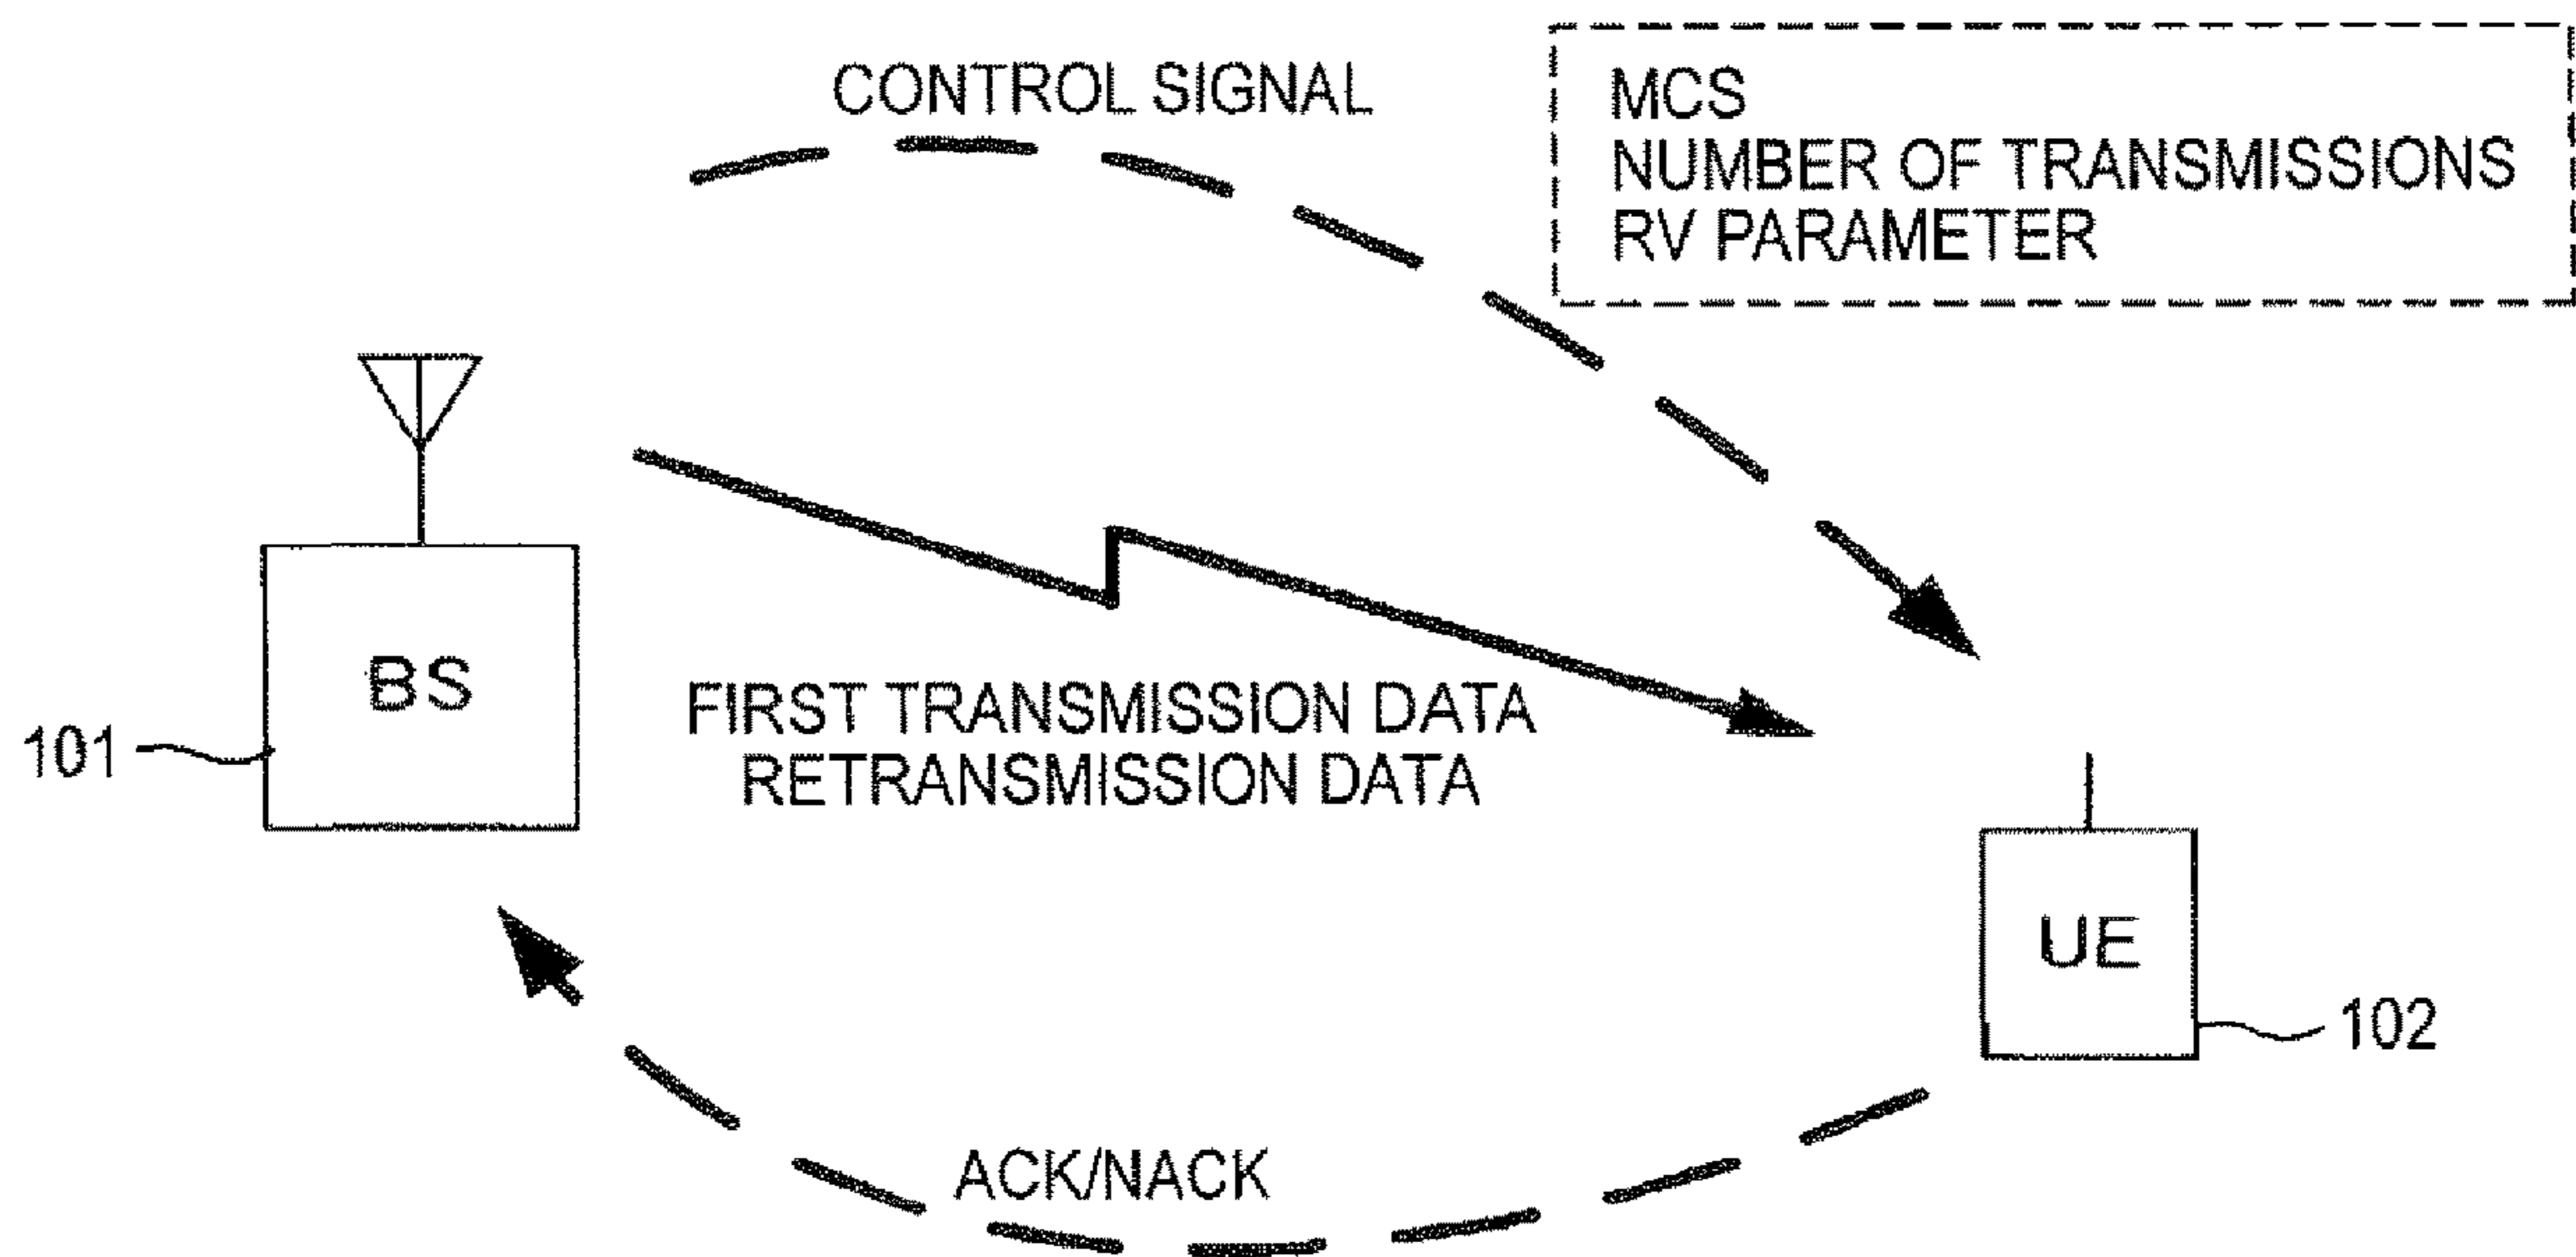 CONTROL SIGNAL
MCS
NUMBER OF TRANSMISSIONS
RV PARAMETER
BS
101
FIRST TRANSMISSION DATA
RETRANSMISSION DATA
UE
102
ACK/NACK